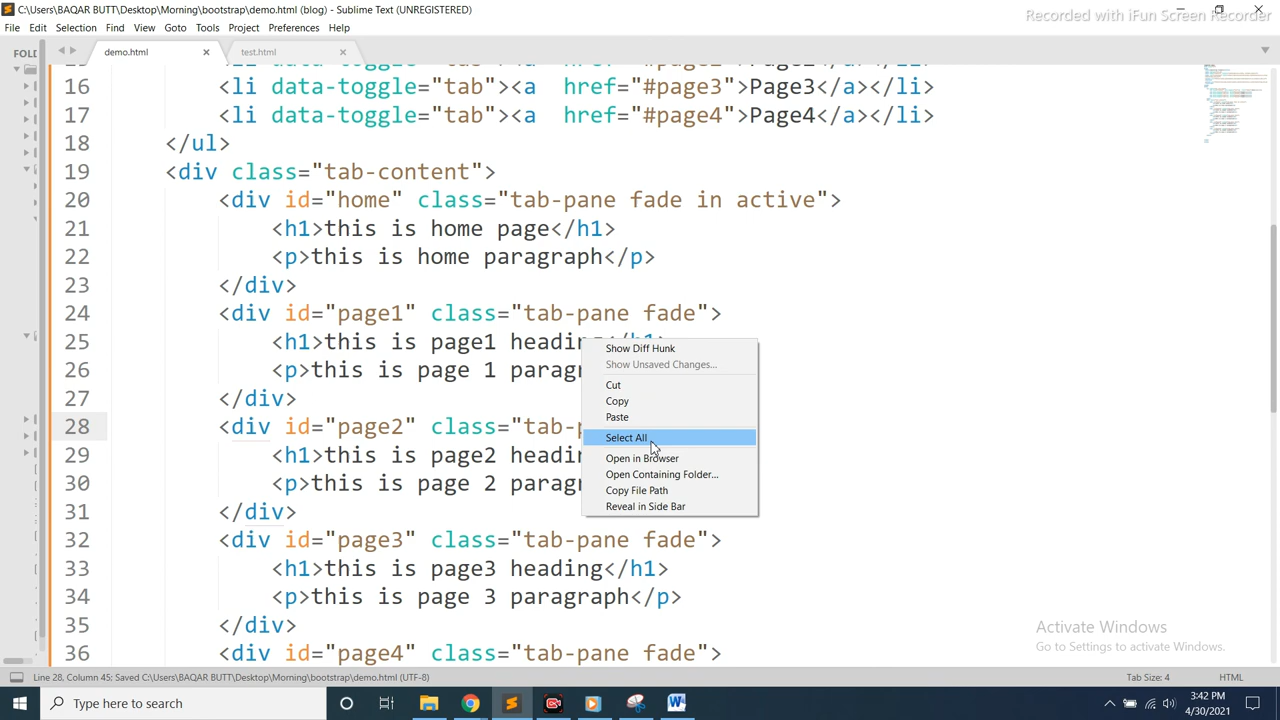 C:\Users\BAQAR BUTT\Desktop\Morning\bootstrap\demo.html (blog) - Sublime Text (UNREGISTERED)
Recorded with iFun Screen Recorder
File Edit Selection Find View Goto Tools Project Preferences Help
FOLD
demo.html
test.html
16 <li data-toggle="tab"><a  href="#page3">Page3</a></li>
17 <li data-toggle="tab"><a  href="#page4">Page4</a></li>
18 </ul>
19 <div class="tab-content">
20 <div id="home" class="tab-pane fade in active">
21 <h1>this is home page</h1>
22 <p>this is home paragraph</p>
23 </div>
24 <div id="page1" class="tab-pane fade">
25 <h1>this is page1 heading</h1>
26 <p>this is page 1 paragr
27 </div>
28 <div id="page2" class="tab-p
29 <h1>this is page2 headin
30 <p>this is page 2 paragr
31 </div>
32 <div id="page3" class="tab-pane fade">
33 <h1>this is page3 heading</h1>
34 <p>this is page 3 paragraph</p>
35 </div>
36 <div id="page4" class="tab-pane fade">
Show Diff Hunk
Show Unsaved Changes...
Cut
Copy
Paste
Select All
Open in Browser
Open Containing Folder...
Copy File Path
Reveal in Side Bar
Activate Windows
Go to Settings to activate Windows.
Line 28, Column 45: Saved C:\Users\BAQAR BUTT\Desktop\Morning\bootstrap\demo.html (UTF-8)
Tab Size: 4
HTML
Type here to search
3:42 PM
4/30/2021